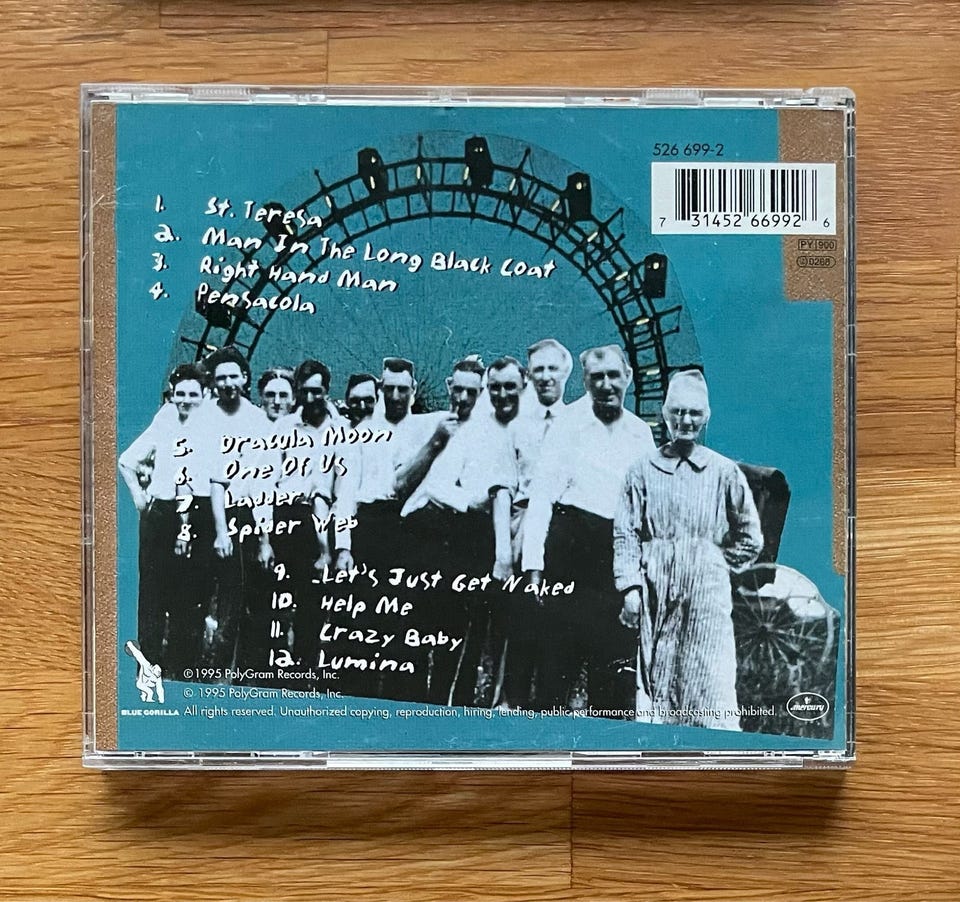 526 699-2
7 31452 66992 6
PY 900
0268
1. St. Teresa
2. Man In The Long Black Coat
3. Right Hand Man
4. Pensacola
5. Dracula Moon
6. One Of Us
7. Ladder
8. Spider Web
9. Let's Just Get Naked
10. Help Me
11. Crazy Baby
12. Lumina
℗ 1995 PolyGram Records, Inc.
© 1995 PolyGram Records, Inc.
BLUE GORILLA All rights reserved. Unauthorized copying, reproduction, hiring, lending, public performance and broadcasting prohibited.
mercury